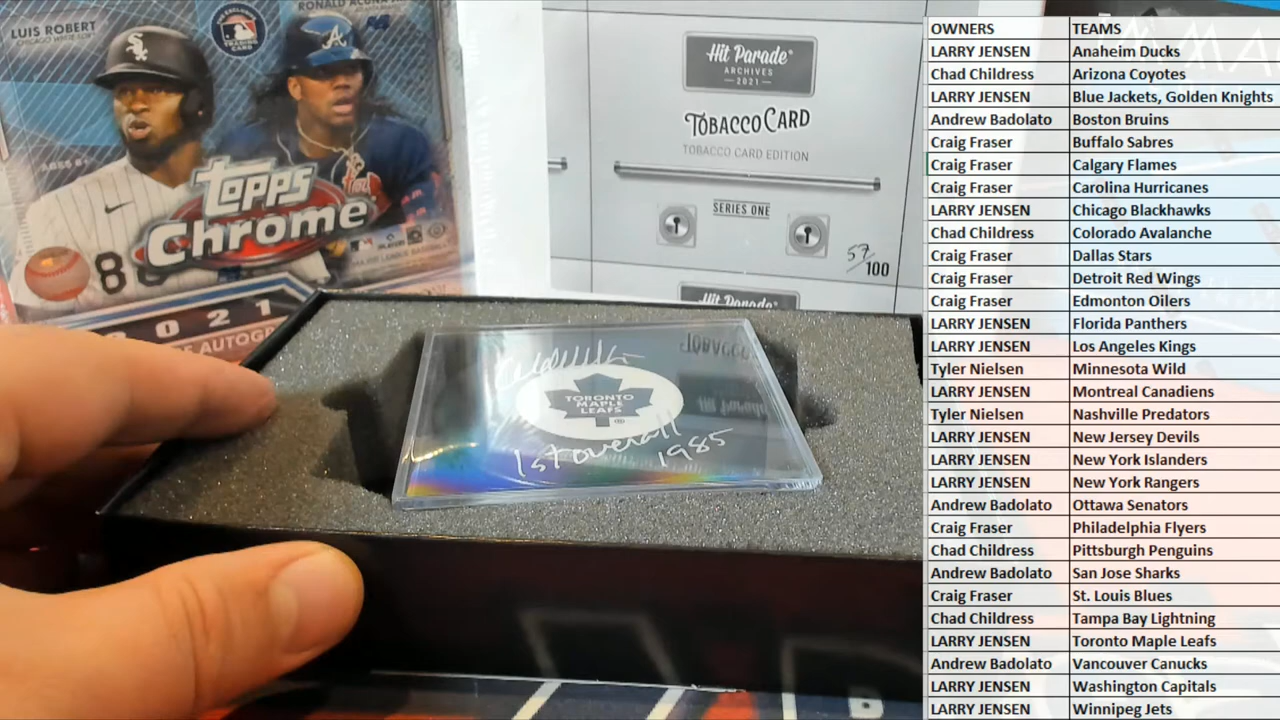 LUIS ROBERT
CHICAGO WHITE SOX
RONALD ACUÑA JR.
TRADING CARD
AGES 6+
Topps
Chrome
2021
AUTOGR
Hit Parade
ARCHIVES
2021
TOBACCO CARD
TOBACCO CARD EDITION
SERIES ONE
57/100
Hit Parade
TORONTO
MAPLE
LEAFS
1st overall
1985
OWNERS TEAMS
LARRY JENSEN Anaheim Ducks
Chad Childress Arizona Coyotes
LARRY JENSEN Blue Jackets, Golden Knights
Andrew Badolato Boston Bruins
Craig Fraser Buffalo Sabres
Craig Fraser Calgary Flames
Craig Fraser Carolina Hurricanes
LARRY JENSEN Chicago Blackhawks
Chad Childress Colorado Avalanche
Craig Fraser Dallas Stars
Craig Fraser Detroit Red Wings
Craig Fraser Edmonton Oilers
LARRY JENSEN Florida Panthers
LARRY JENSEN Los Angeles Kings
Tyler Nielsen Minnesota Wild
LARRY JENSEN Montreal Canadiens
Tyler Nielsen Nashville Predators
LARRY JENSEN New Jersey Devils
LARRY JENSEN New York Islanders
LARRY JENSEN New York Rangers
Andrew Badolato Ottawa Senators
Craig Fraser Philadelphia Flyers
Chad Childress Pittsburgh Penguins
Andrew Badolato San Jose Sharks
Craig Fraser St. Louis Blues
Chad Childress Tampa Bay Lightning
LARRY JENSEN Toronto Maple Leafs
Andrew Badolato Vancouver Canucks
LARRY JENSEN Washington Capitals
LARRY JENSEN Winnipeg Jets